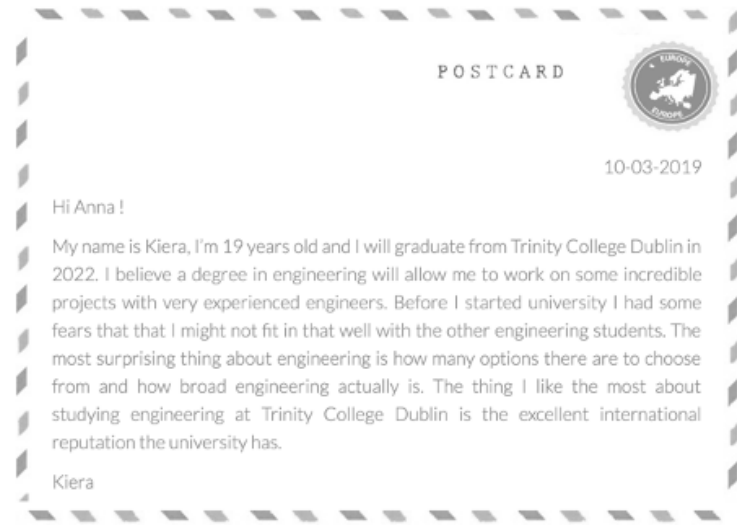 POSTCARD
EUROPE
EUROPE
10-03-2019
Hi Anna !
My name is Kiera, I'm 19 years old and I will graduate from Trinity College Dublin in
2022. I believe a degree in engineering will allow me to work on some incredible
projects with very experienced engineers. Before I started university I had some
fears that that I might not fit in that well with the other engineering students. The
most surprising thing about engineering is how many options there are to choose
from and how broad engineering actually is. The thing I like the most about
studying engineering at Trinity College Dublin is the excellent international
reputation the university has.
Kiera